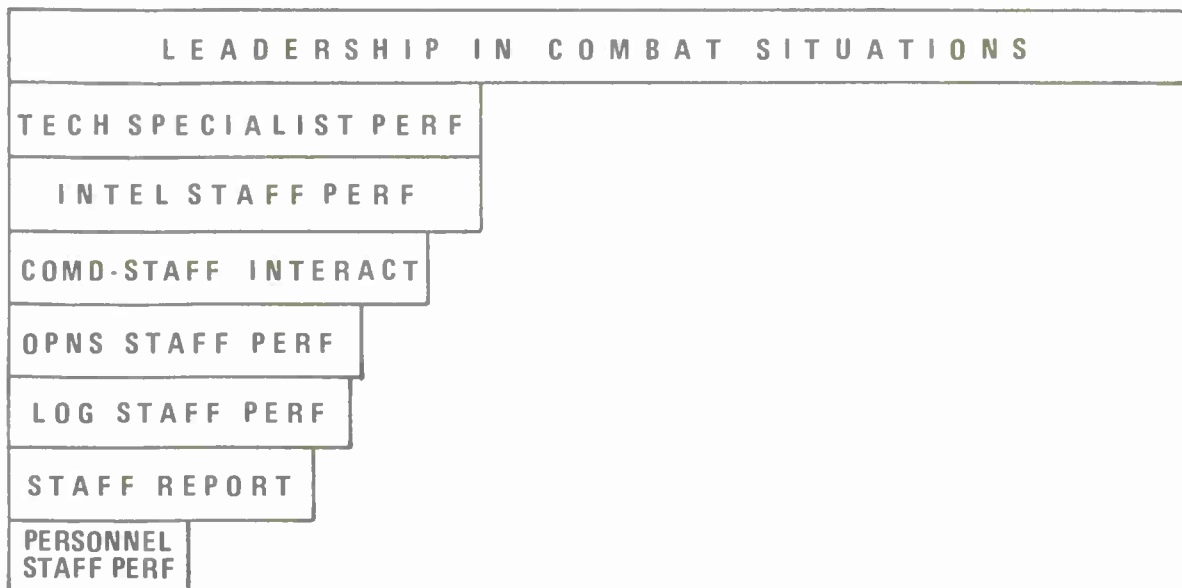 LEADERSHIP IN COMBAT SITUATIONS
TECH SPECIALIST PERF
INTEL STAFF PERF
COMD-STAFF INTERACT
OPNS STAFF PERF
LOG STAFF PERF
STAFF REPORT
PERSONNEL
STAFF PERF